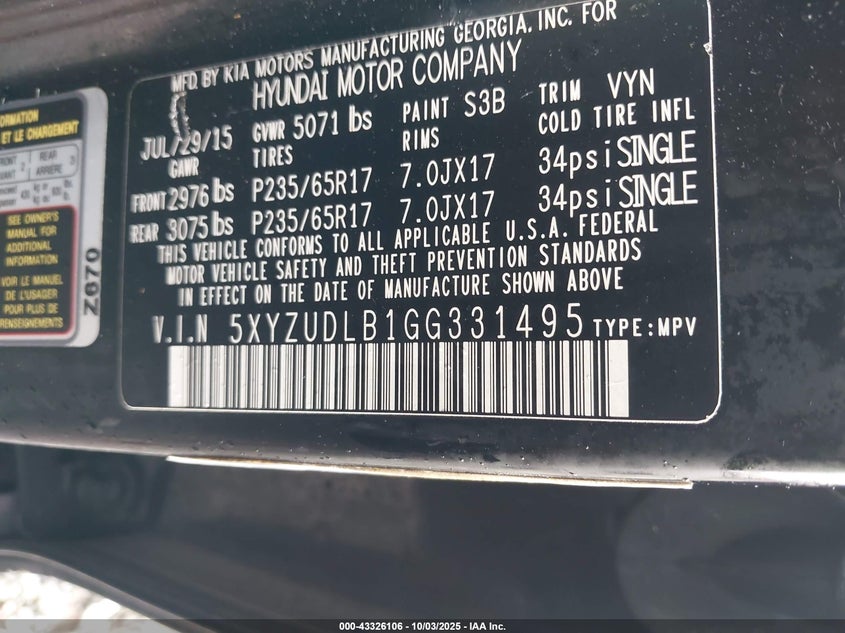 MFD BY KIA MOTORS MANUFACTURING GEORGIA, INC. FOR
HYUNDAI MOTOR COMPANY
JUL/29/15 GVWR 5071 lbs PAINT S3B TRIM VYN
GAWR TIRES RIMS COLD TIRE INFL
FRONT 2976 lbs P235/65R17 7.0JX17 34psi SINGLE
REAR 3075 lbs P235/65R17 7.0JX17 34psi SINGLE
THIS VEHICLE CONFORMS TO ALL APPLICABLE U.S.A. FEDERAL
MOTOR VEHICLE SAFETY AND THEFT PREVENTION STANDARDS
IN EFFECT ON THE DATE OF MANUFACTURE SHOWN ABOVE
V.I.N 5XYZUDLB1GG331495 TYPE:MPV
ET LE CHARGEMENT
REAR 3
ARRIERE
SEE OWNER'S
MANUAL FOR
ADDITIONAL
INFORMATION
VOIR LE MANUEL
DE L'USAGER
POUR PLUS DE
RENSEIGNEMENTS
Z070
000-43326106 - 10/03/2025 - IAA Inc.